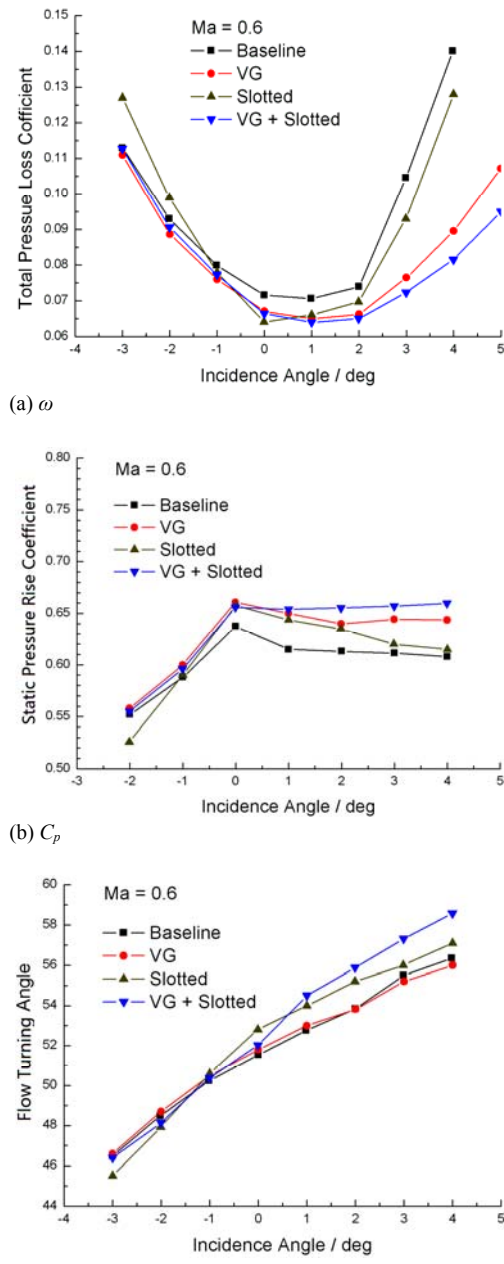 Ma = 0.6
Baseline
VG
Slotted
VG + Slotted
Total Pressue Loss Cofficient
0.15
0.14
0.13
0.12
0.11
0.10
0.09
0.08
0.07
0.06
-3
-2
-1
0
1
2
3
4
5
Incidence Angle / deg
(a) ω
Ma = 0.6
Baseline
VG
Slotted
VG + Slotted
Static Pressure Rise Coefficient
0.80
0.75
0.70
0.65
0.60
0.55
0.50
-3
-2
-1
0
1
2
3
4
5
Incidence Angle / deg
(b) Cp
Ma = 0.6
Baseline
VG
Slotted
VG + Slotted
Flow Turning Angle
60
58
56
54
52
50
48
46
44
-4
-3
-2
-1
0
1
2
3
4
5
Incidence Angle / deg